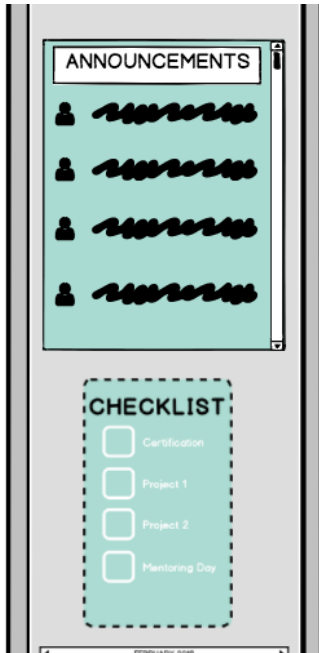 ANNOUNCEMENTS
CHECKLIST
Certification
Project 1
Project 2
Mentoring Day